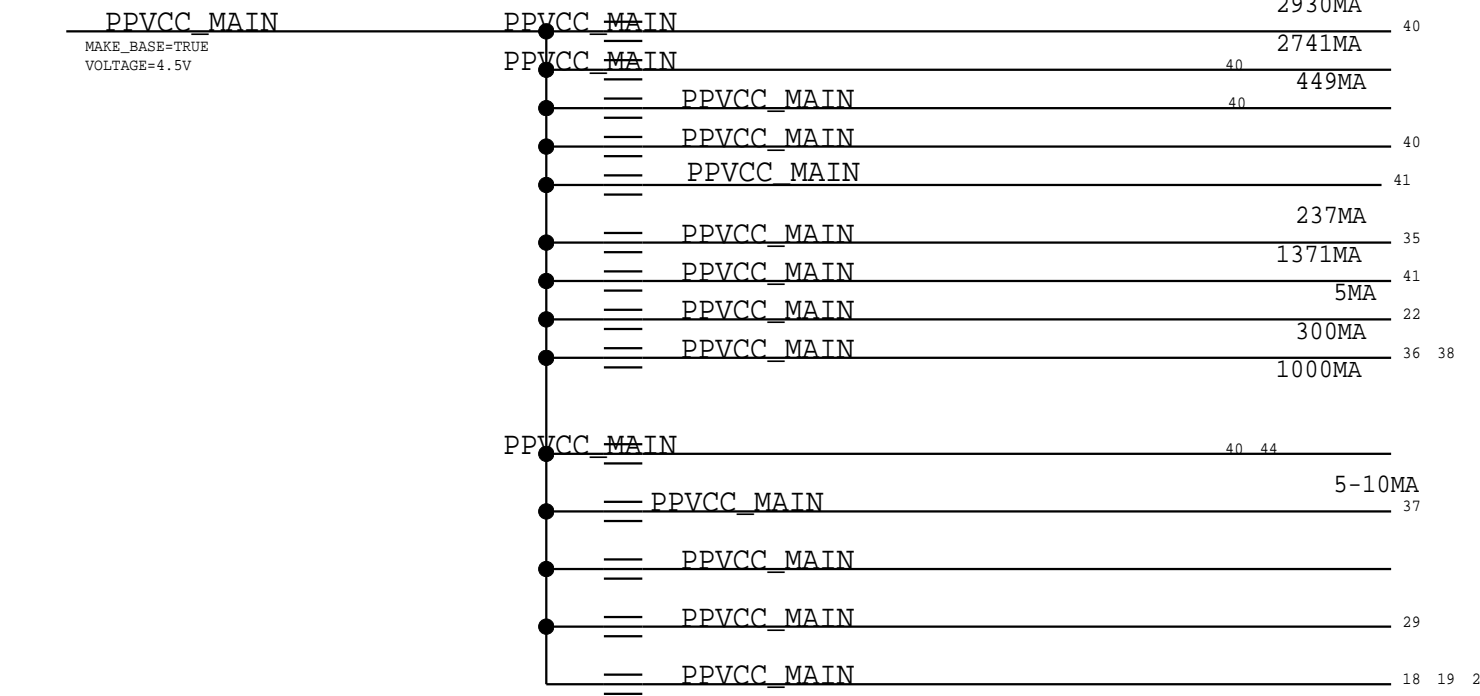 2930MA
PPVCC_MAIN PPVCC_MAIN 40
MAKE_BASE=TRUE 2741MA
VOLTAGE=4.5V PPVCC_MAIN 40
449MA
PPVCC_MAIN 40
PPVCC_MAIN 40
PPVCC_MAIN 41
237MA
PPVCC_MAIN 35
1371MA
PPVCC_MAIN 41
5MA
PPVCC_MAIN 22
300MA
PPVCC_MAIN 36 38
1000MA
PPVCC_MAIN 40 44
5-10MA
PPVCC_MAIN 37
PPVCC_MAIN
PPVCC_MAIN 29
PPVCC_MAIN 18 19 2